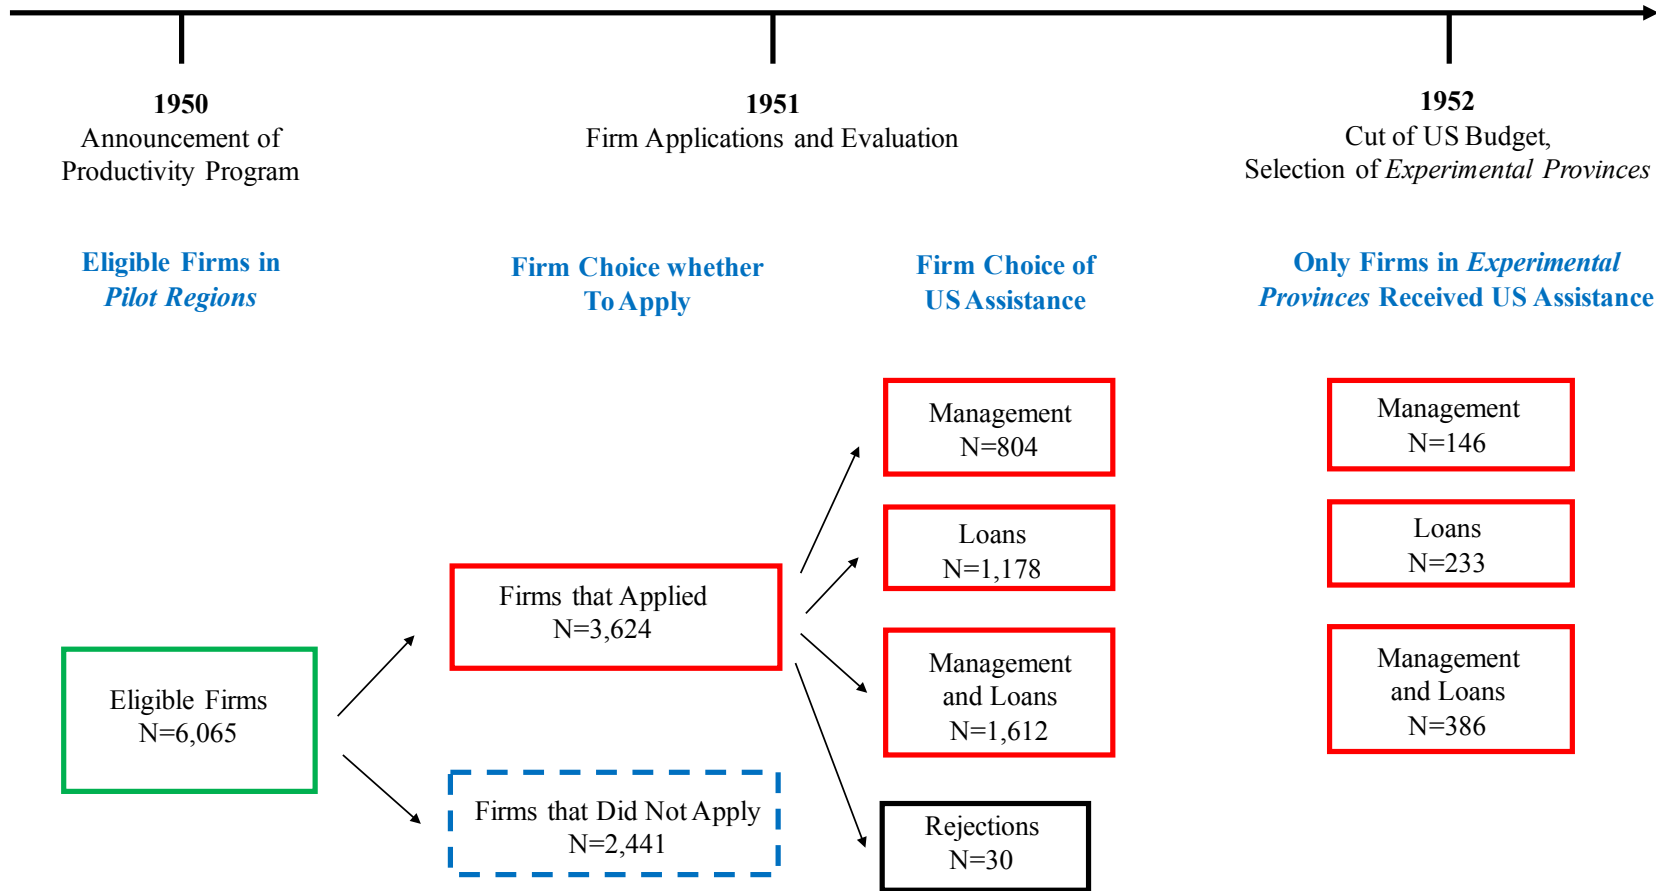 1950
Announcement of
Productivity Program
1951
Firm Applications and Evaluation
1952
Cut of US Budget,
Selection of Experimental Provinces
Eligible Firms in
Pilot Regions
Firm Choice whether
To Apply
Firm Choice of
US Assistance
Only Firms in Experimental
Provinces Received US Assistance
Eligible Firms
N=6,065
Firms that Applied
N=3,624
Firms that Did Not Apply
N=2,441
Management
N=804
Loans
N=1,178
Management
and Loans
N=1,612
Rejections
N=30
Management
N=146
Loans
N=233
Management
and Loans
N=386